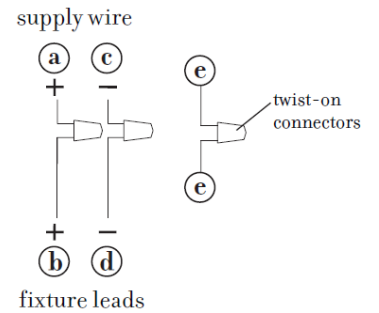 supply wire
a c
+ −
e
twist-on
connectors
e
+ −
b d
fixture leads